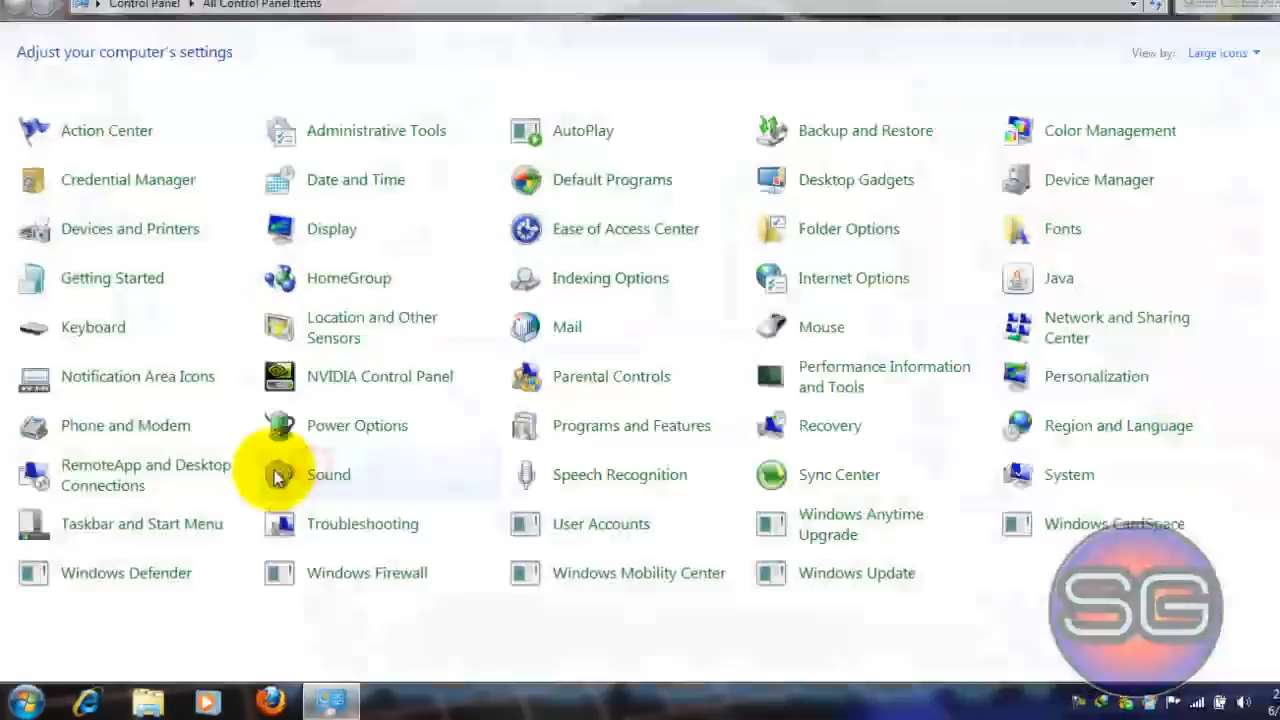 Control Panel All Control Panel Items
Adjust your computer's settings
View by: Large icons
Action Center Administrative Tools AutoPlay Backup and Restore Color Management
Credential Manager Date and Time Default Programs Desktop Gadgets Device Manager
Devices and Printers Display Ease of Access Center Folder Options Fonts
Getting Started HomeGroup Indexing Options Internet Options Java
Keyboard
Location and Other
Sensors
Mail
Mouse
Network and Sharing
Center
Notification Area Icons NVIDIA Control Panel Parental Controls
Performance Information
and Tools
Personalization
Phone and Modem Power Options Programs and Features Recovery Region and Language
RemoteApp and Desktop
Connections
Sound Speech Recognition Sync Center System
Taskbar and Start Menu Troubleshooting User Accounts
Windows Anytime
Upgrade
Windows CardSpace
Windows Defender Windows Firewall Windows Mobility Center Windows Update
SG